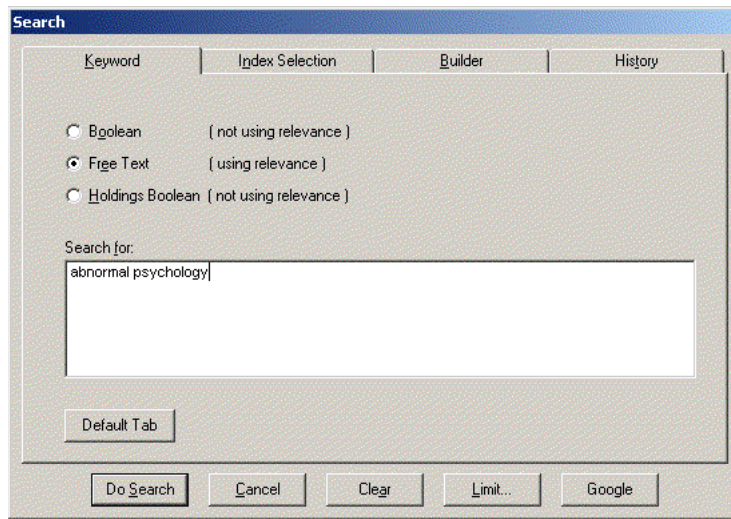 Search
Keyword Index Selection Builder History
Boolean ( not using relevance )
Free Text ( using relevance )
Holdings Boolean ( not using relevance )
Search for:
abnormal psychology
Default Tab
Do Search Cancel Clear Limit... Google